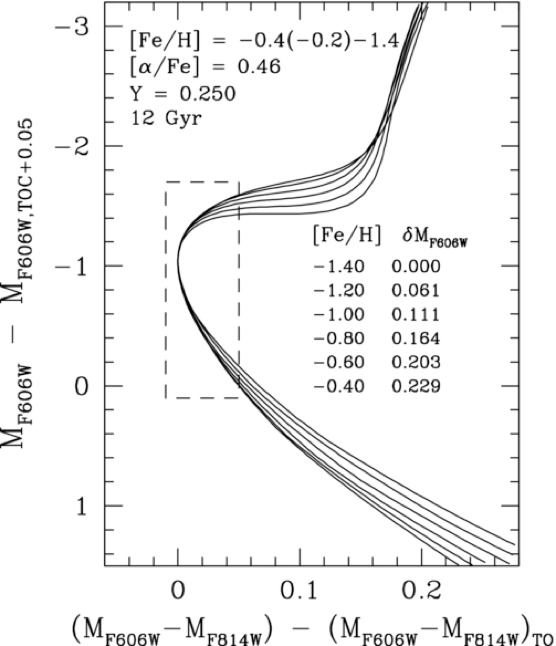 [Fe/H] = −0.4(−0.2)−1.4
[α/Fe] = 0.46
Y = 0.250
12 Gyr
−3
−2
−1
0
1
M_F606W − M_F606W,TOC+0.05
[Fe/H] δM_F606W
−1.40 0.000
−1.20 0.061
−1.00 0.111
−0.80 0.164
−0.60 0.203
−0.40 0.229
0 0.1 0.2
(M_F606W−M_F814W) − (M_F606W−M_F814W)_TO